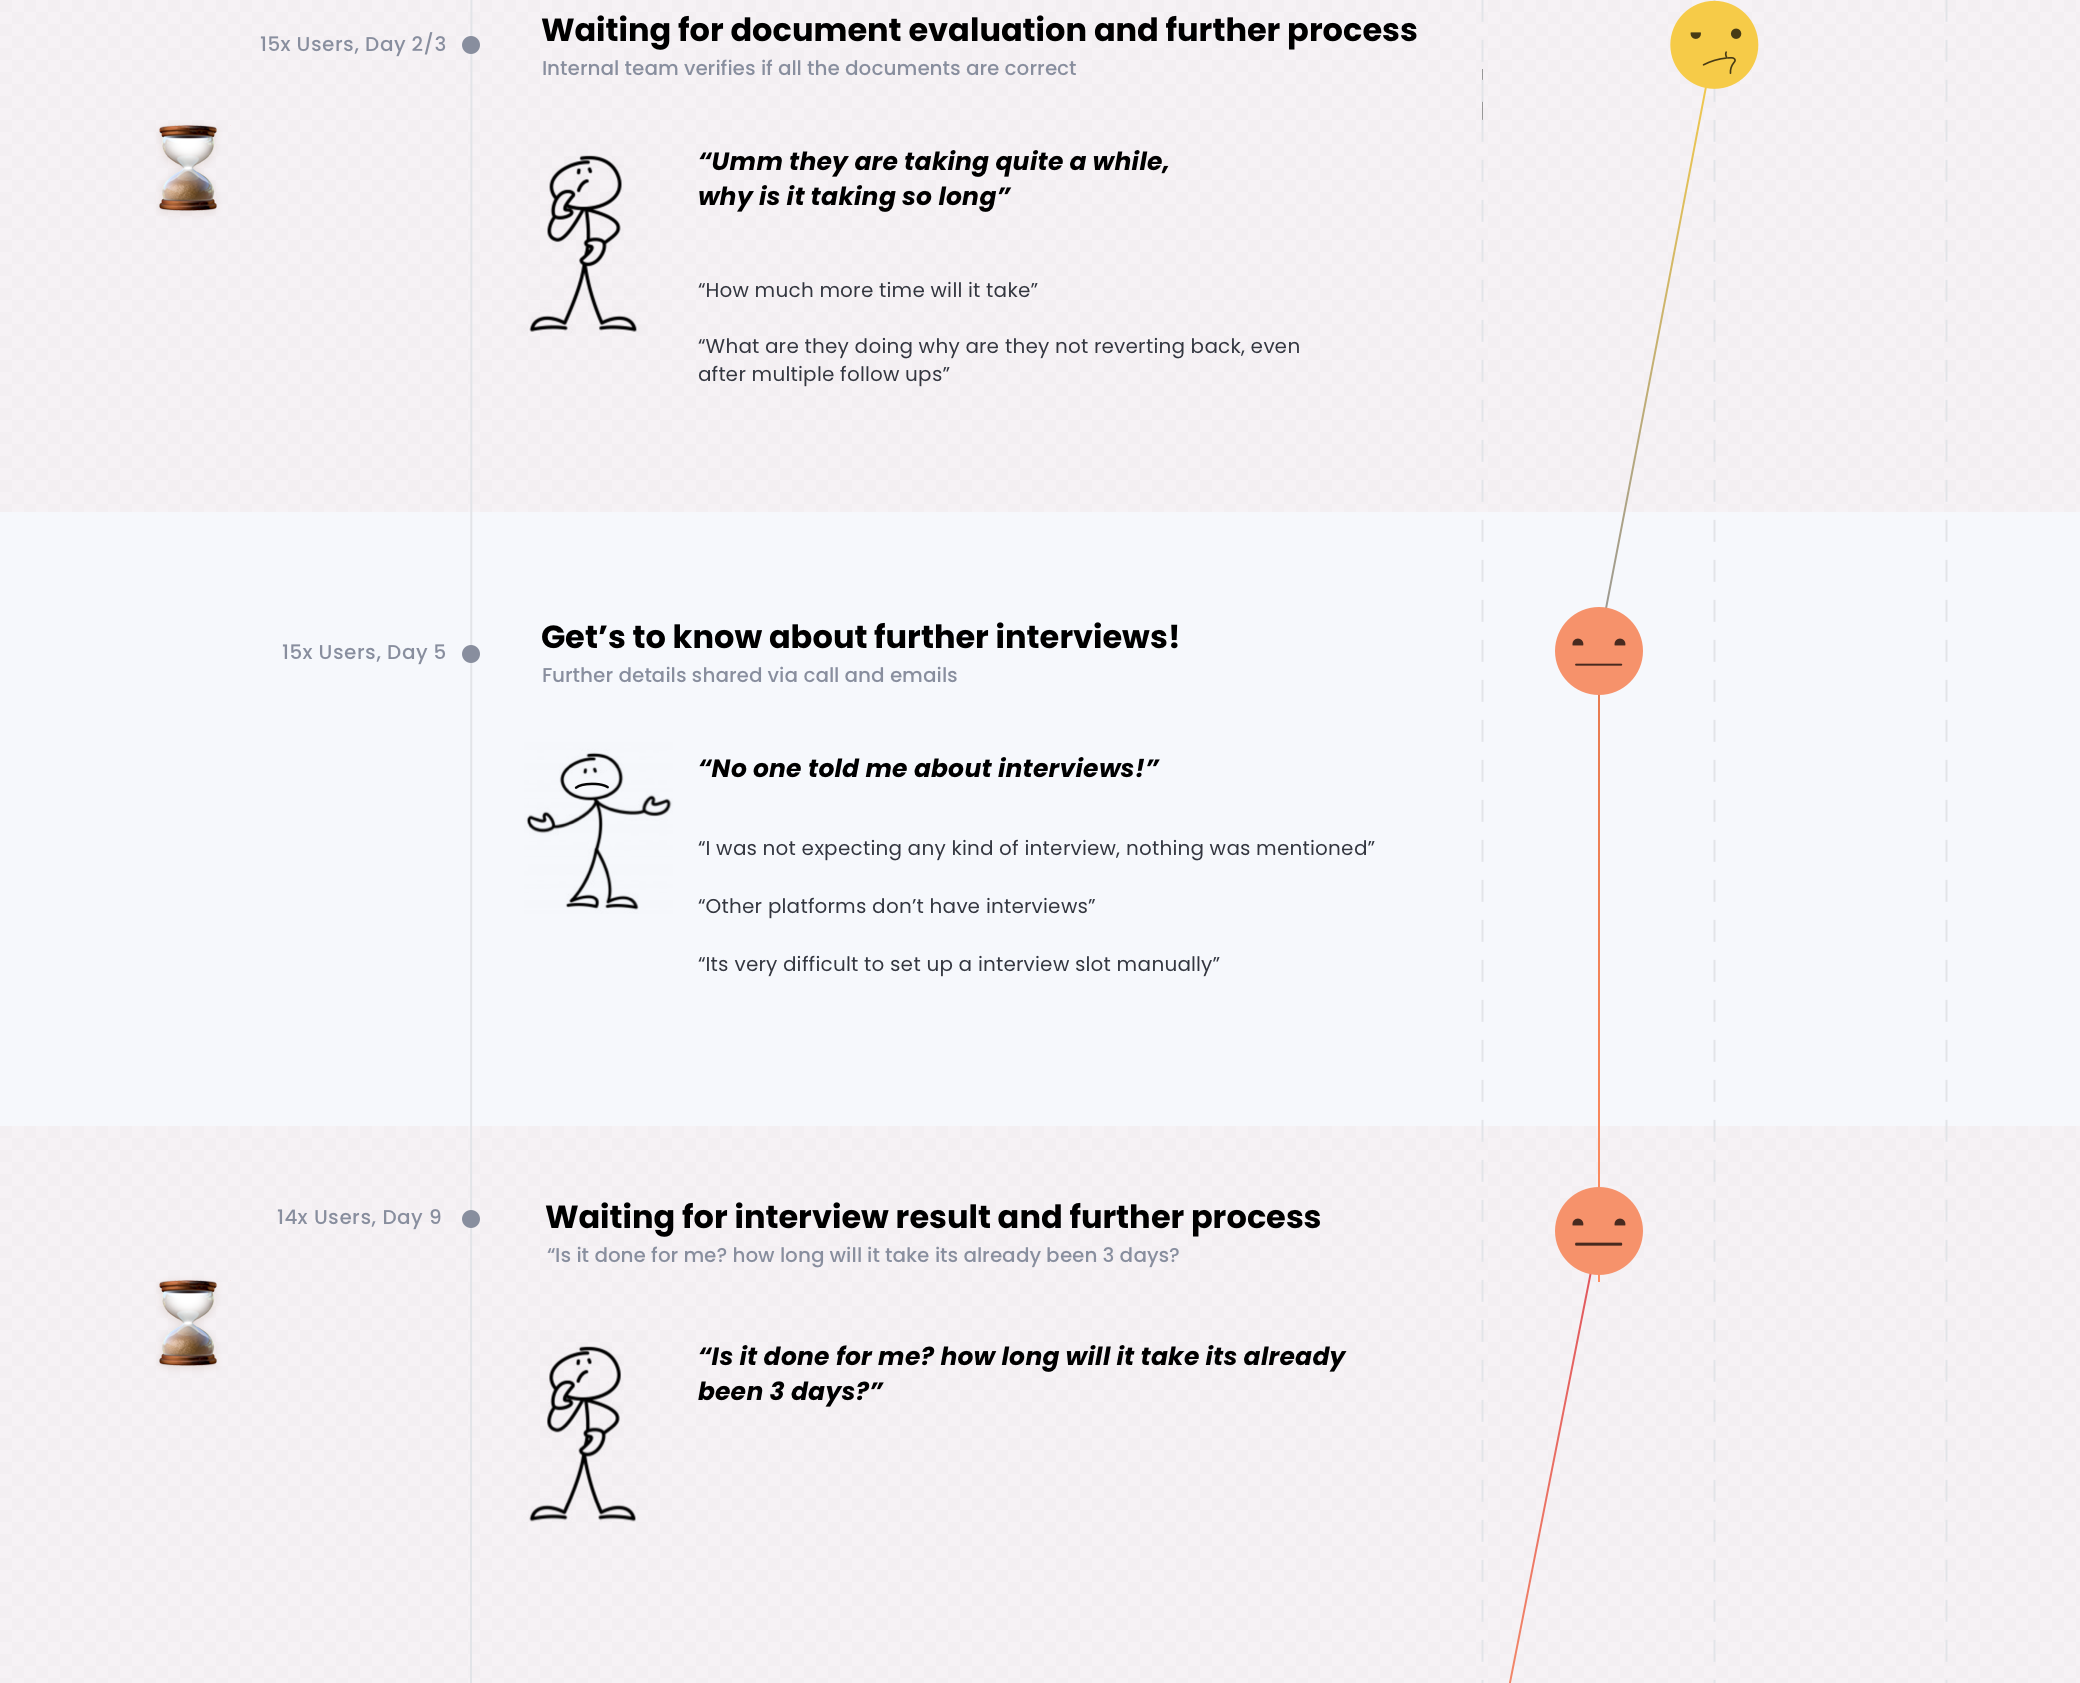 15x Users, Day 2/3
Waiting for document evaluation and further process
Internal team verifies if all the documents are correct
“Umm they are taking quite a while,
why is it taking so long”
“How much more time will it take”
“What are they doing why are they not reverting back, even
after multiple follow ups”
15x Users, Day 5
Get’s to know about further interviews!
Further details shared via call and emails
“No one told me about interviews!”
“I was not expecting any kind of interview, nothing was mentioned”
“Other platforms don’t have interviews”
“Its very difficult to set up a interview slot manually”
14x Users, Day 9
Waiting for interview result and further process
“Is it done for me? how long will it take its already been 3 days?
“Is it done for me? how long will it take its already
been 3 days?”